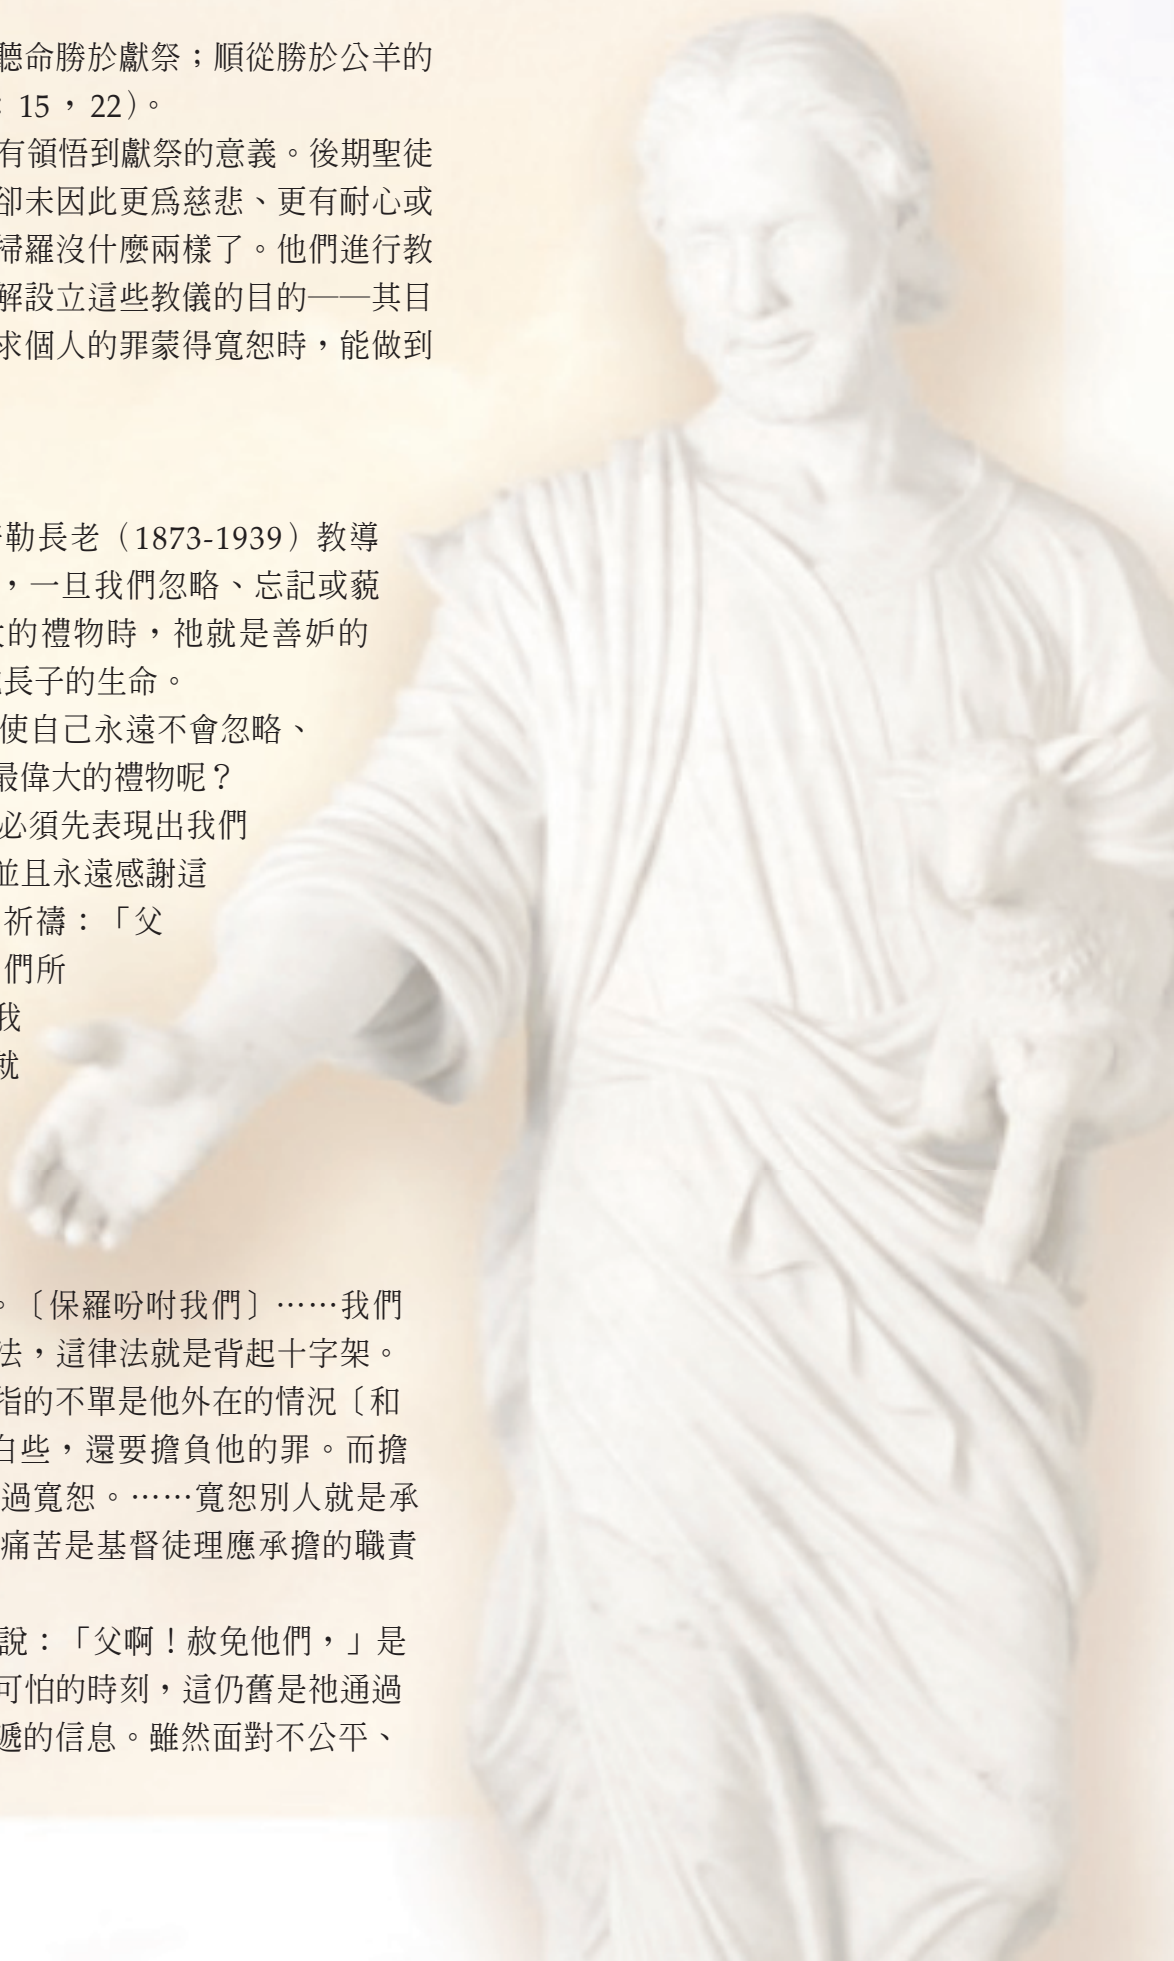 聽命勝於獻祭；順從勝於公羊的
：15，22）。
有領悟到獻祭的意義。後期聖徒
卻未因此更爲慈悲、更有耐心或
掃羅沒什麼兩樣了。他們進行教
解設立這些教儀的目的──其目
求個人的罪蒙得寬恕時，能做到
勒長老（1873-1939）教導
，一旦我們忽略、忘記或藐
的禮物時，祂就是善妒的
長子的生命。
使自己永遠不會忽略、
最偉大的禮物呢？
必須先表現出我們
並且永遠感謝這
祈禱：「父
們所
我
就
。〔保羅吩咐我們〕……我們
法，這律法就是背起十字架。
指的不單是他外在的情況〔和
白些，還要擔負他的罪。而擔
過寬恕。……寬恕別人就是承
痛苦是基督徒理應承擔的職責
說：「父啊！赦免他們，」是
可怕的時刻，這仍舊是祂通過
遞的信息。雖然面對不公平、